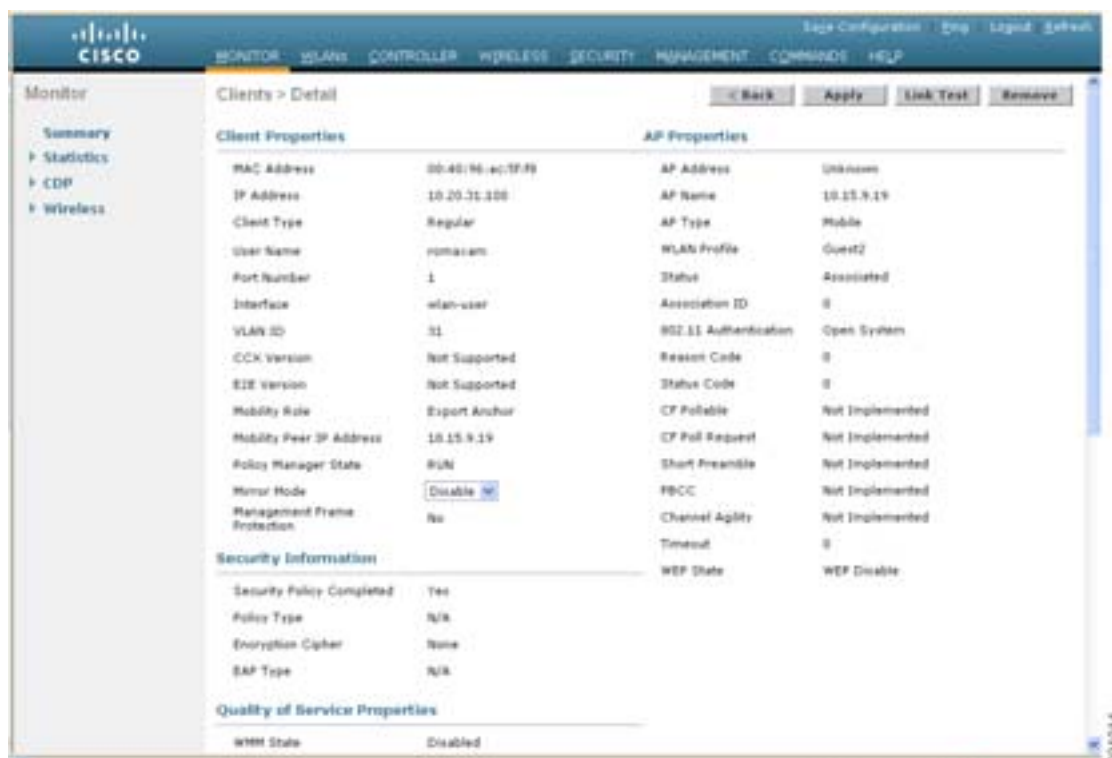 Save Configuration Ping Logout Refresh
CISCO
MONITOR WLANs CONTROLLER WIRELESS SECURITY MANAGEMENT COMMANDS HELP
Monitor
Summary
Statistics
CDP
Wireless
Clients > Detail
< Back Apply Link Test Remove
Client Properties
MAC Address
IP Address 10.20.31.100
Client Type Regular
User Name romacam
Port Number 1
Interface wlan-user
VLAN ID 31
CCX Version Not Supported
E2E Version Not Supported
Mobility Role Export Anchor
Mobility Peer IP Address 10.15.9.19
Policy Manager State RUN
Mirror Mode Disable
Management Frame
Protection No
Security Information
Security Policy Completed Yes
Policy Type N/A
Encryption Cipher None
EAP Type N/A
Quality of Service Properties
WMM State Disabled
AP Properties
AP Address Unknown
AP Name 10.15.9.19
AP Type Mobile
WLAN Profile Guest2
Status Associated
Association ID 0
802.11 Authentication Open System
Reason Code 0
Status Code 0
CF Pollable Not Implemented
CF Poll Request Not Implemented
Short Preamble Not Implemented
PBCC Not Implemented
Channel Agility Not Implemented
Timeout 0
WEP State WEP Disable